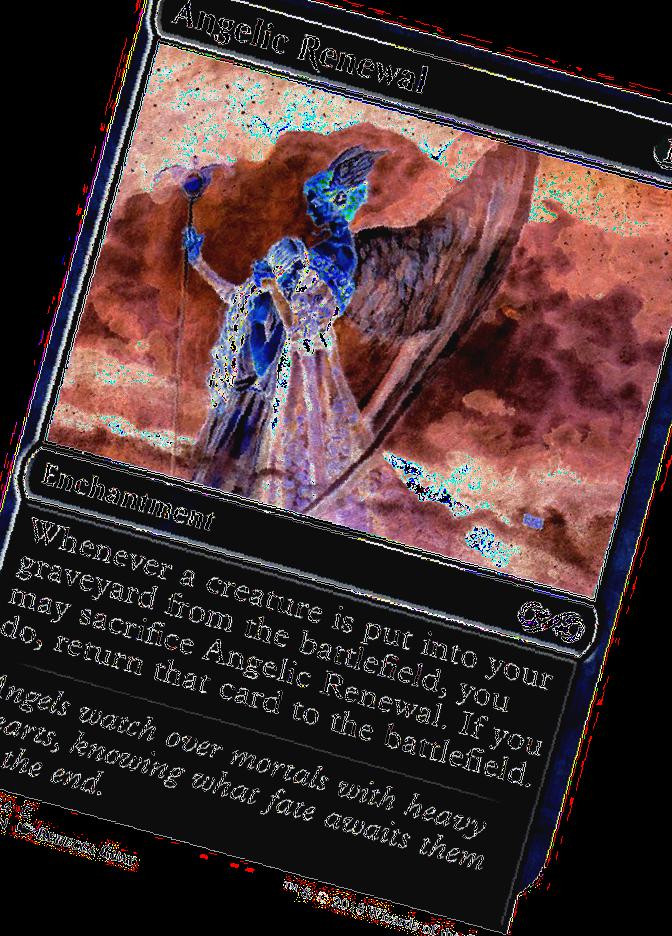 Angelic Renewal
Enchantment
Whenever a creature is put into your
graveyard from the battlefield, you
may sacrifice Angelic Renewal. If you
do, return that card to the battlefield.
Angels watch over mortals with heavy
hearts, knowing what fate awaits them
the end.